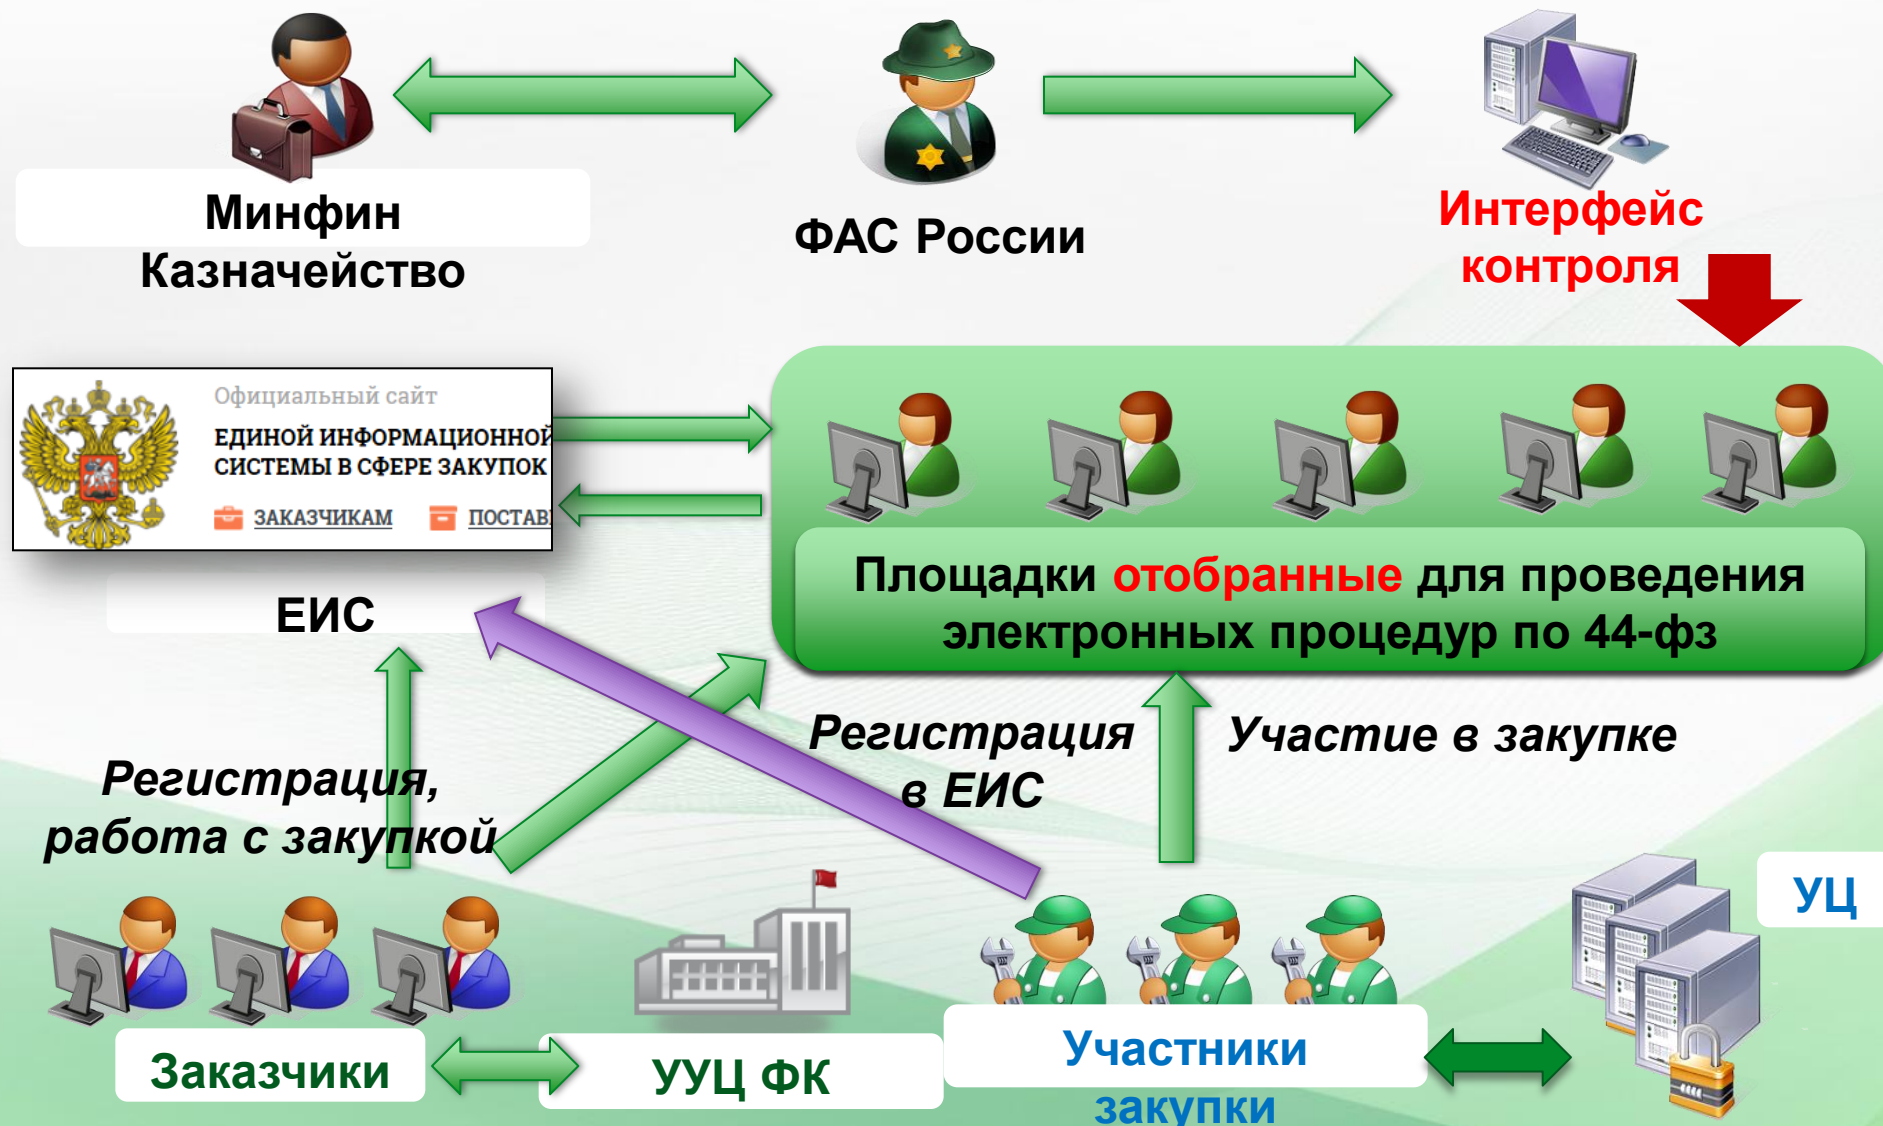 Минфин
Казначейство
ФАС России
Интерфейс
контроля
Официальный сайт
ЕДИНОЙ ИНФОРМАЦИОННОЙ
СИСТЕМЫ В СФЕРЕ ЗАКУПОК
ЗАКАЗЧИКАМ ПОСТАВ
ЕИС
Площадки отобранные для проведения
электронных процедур по 44-фз
Регистрация,
работа с закупкой
Регистрация
в ЕИС
Участие в закупке
УЦ
Заказчики
УУЦ ФК
Участники
закупки